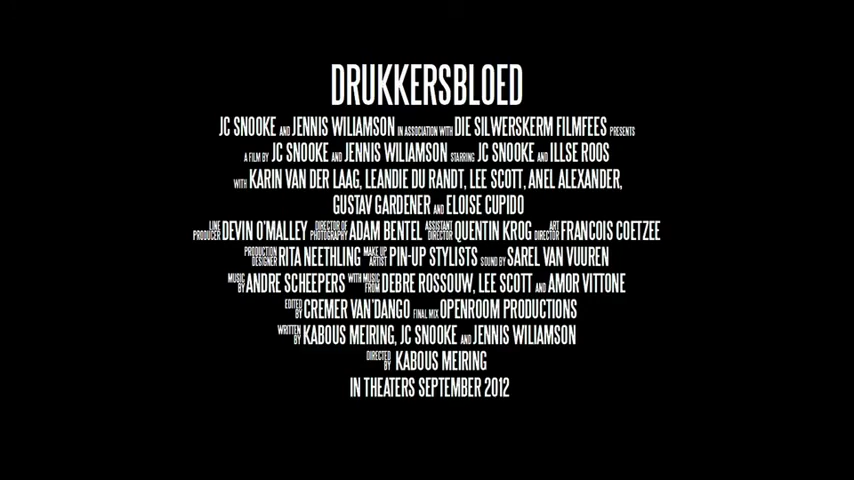 DRUKKERSBLOED
JC SNOOKE AND JENNIS WILIAMSON IN ASSOCIATION WITH DIE SILWERSKERM FILMFEES PRESENTS
A FILM BY JC SNOOKE AND JENNIS WILIAMSON STARRING JC SNOOKE AND ILLSE ROOS
WITH KARIN VAN DER LAAG, LEANDIE DU RANDT, LEE SCOTT, ANEL ALEXANDER,
GUSTAV GARDENER AND ELOISE CUPIDO
LINE PRODUCER DEVIN O'MALLEY DIRECTOR OF PHOTOGRAPHY ADAM BENTEL ASSISTANT DIRECTOR QUENTIN KROG ART DIRECTOR FRANCOIS COETZEE
PRODUCTION DESIGNER RITA NEETHLING MAKE UP ARTIST PIN-UP STYLISTS SOUND BY SAREL VAN VUUREN
MUSIC BY ANDRE SCHEEPERS WITH MUSIC FROM DEBRE ROSSOUW, LEE SCOTT AND AMOR VITTONE
EDITED BY CREMER VAN'DANGO FINAL MIX OPENROOM PRODUCTIONS
WRITTEN BY KABOUS MEIRING, JC SNOOKE AND JENNIS WILIAMSON
DIRECTED BY KABOUS MEIRING
IN THEATERS SEPTEMBER 2012